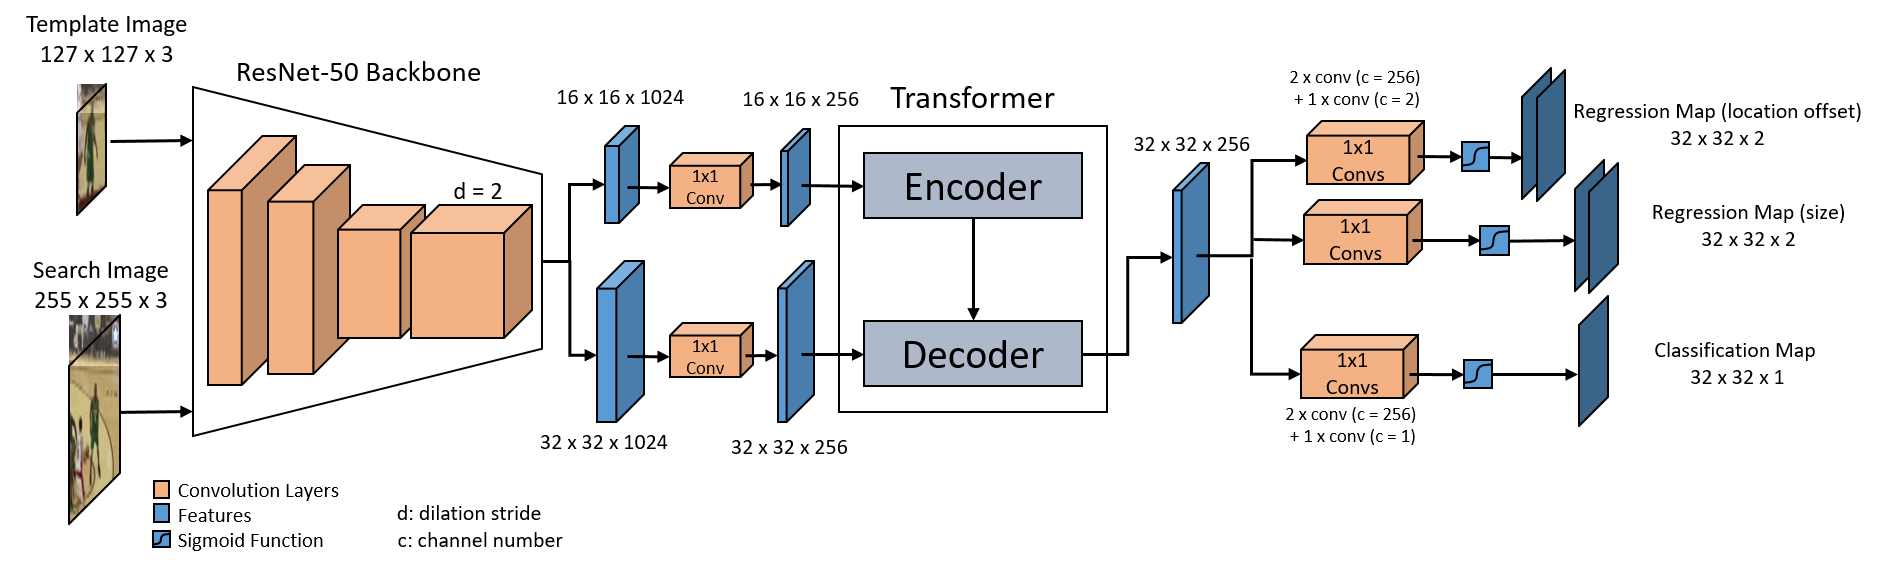 Template Image
127 x 127 x 3
ResNet-50 Backbone
d = 2
Search Image
255 x 255 x 3
16 x 16 x 1024
1x1
Conv
16 x 16 x 256
32 x 32 x 1024
1x1
Conv
32 x 32 x 256
Transformer
Encoder
Decoder
32 x 32 x 256
2 x conv (c = 256)
+ 1 x conv (c = 2)
1x1
Convs
Regression Map (location offset)
32 x 32 x 2
1x1
Convs
Regression Map (size)
32 x 32 x 2
1x1
Convs
2 x conv (c = 256)
+ 1 x conv (c = 1)
Classification Map
32 x 32 x 1
Convolution Layers
Features
Sigmoid Function
d: dilation stride
c: channel number